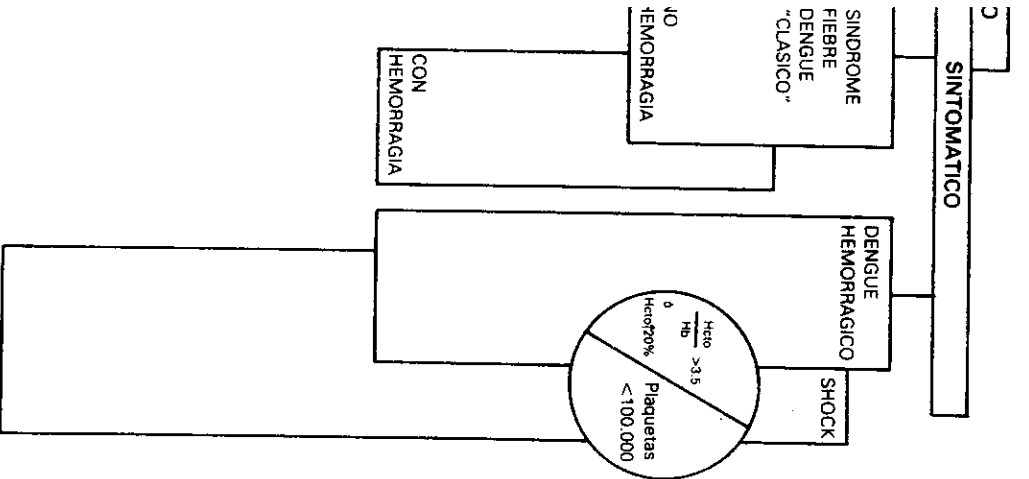 SINTOMATICO
SINDROME
FIEBRE
DENGUE
"CLASICO"
NO
HEMORRAGIA
CON
HEMORRAGIA
DENGUE
HEMORRAGICO
SHOCK
Hcto
Hb
>3.5
ó
Hcto↑20%
Plaquetas
<100.000